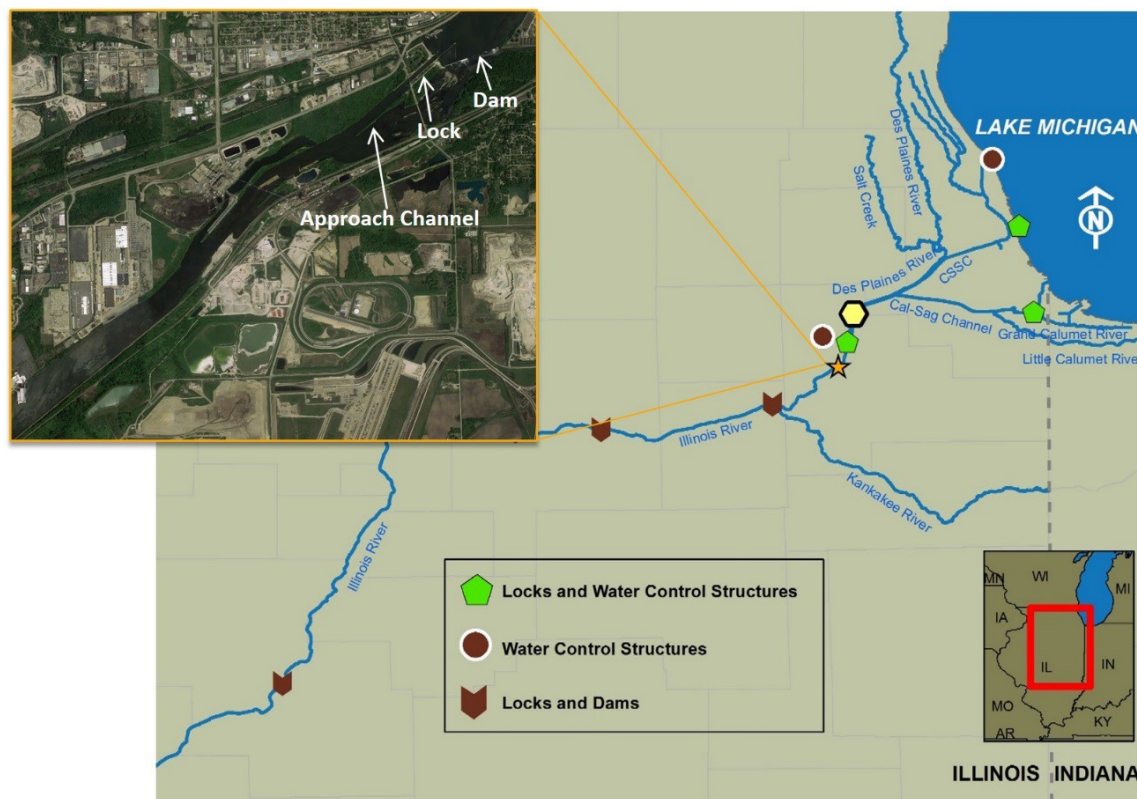 Dam
Lock
Approach Channel
LAKE MICHIGAN
N
Des Plaines River
Salt Creek
Des Plaines River
CSSC
Cal-Sag Channel
Grand Calumet River
Little Calumet River
Illinois River
Kankakee River
Illinois River
Locks and Water Control Structures
Water Control Structures
Locks and Dams
MN
WI
MI
IA
IL
IN
MO
KY
AR
ILLINOIS
INDIANA